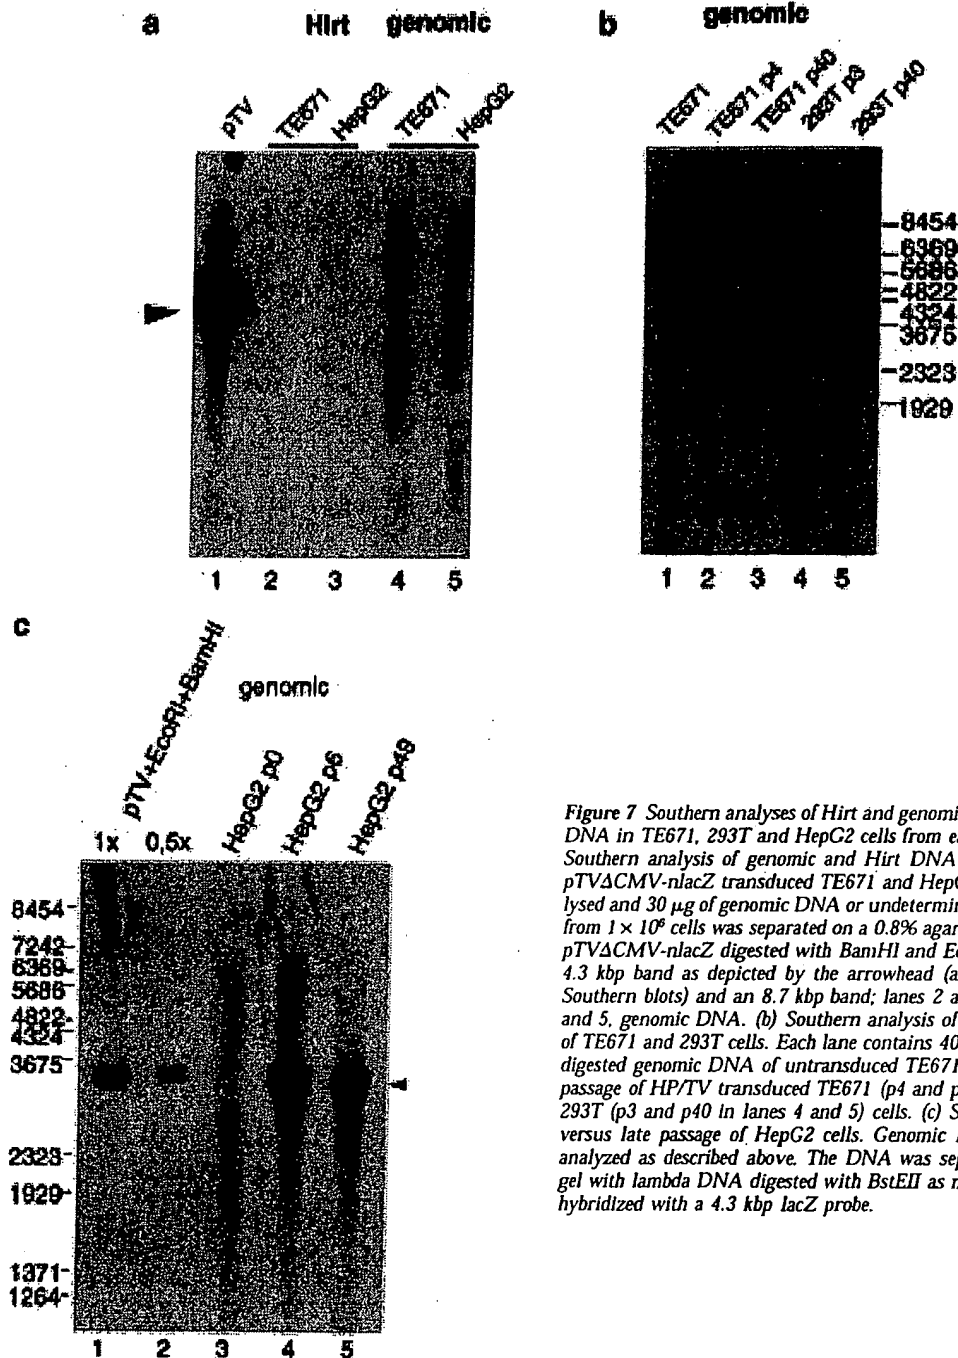 a
Hirt genomic
pTV
TE671
HepG2
TE671
HepG2
1 2 3 4 5
b
genomic
TE671
TE671 p4
TE671 p40
293T p3
293T p40
8454
6369
5686
4822
4324
3675
2323
1929
1 2 3 4 5
c
pTV+EcoRI+BamHI
genomic
1x 0,5x
HepG2 p0
HepG2 p6
HepG2 p49
8454
7242
6369
5686
4822
4324
3675
2323
1929
1371
1264
1 2 3 4 5
Figure 7 Southern analyses of Hirt and genomic
DNA in TE671, 293T and HepG2 cells from
Southern analysis of genomic and Hirt DNA
pTVΔCMV-nlacZ transduced TE671 and
lysed and 30 μg of genomic DNA or
from 1 × 10⁶ cells was separated on a 0.8%
pTVΔCMV-nlacZ digested with BamHI and
4.3 kbp band as depicted by the arrowhead
Southern blots) and an 8.7 kbp band; lanes 2
and 5, genomic DNA. (b) Southern analysis of
of TE671 and 293T cells. Each lane contains 40
digested genomic DNA of untransduced TE671
passage of HP/TV transduced TE671 (p4 and
293T (p3 and p40 in lanes 4 and 5) cells. (c)
versus late passage of HepG2 cells. Genomic
analyzed as described above. The DNA was
gel with lambda DNA digested with BstEII as
hybridized with a 4.3 kbp lacZ probe.